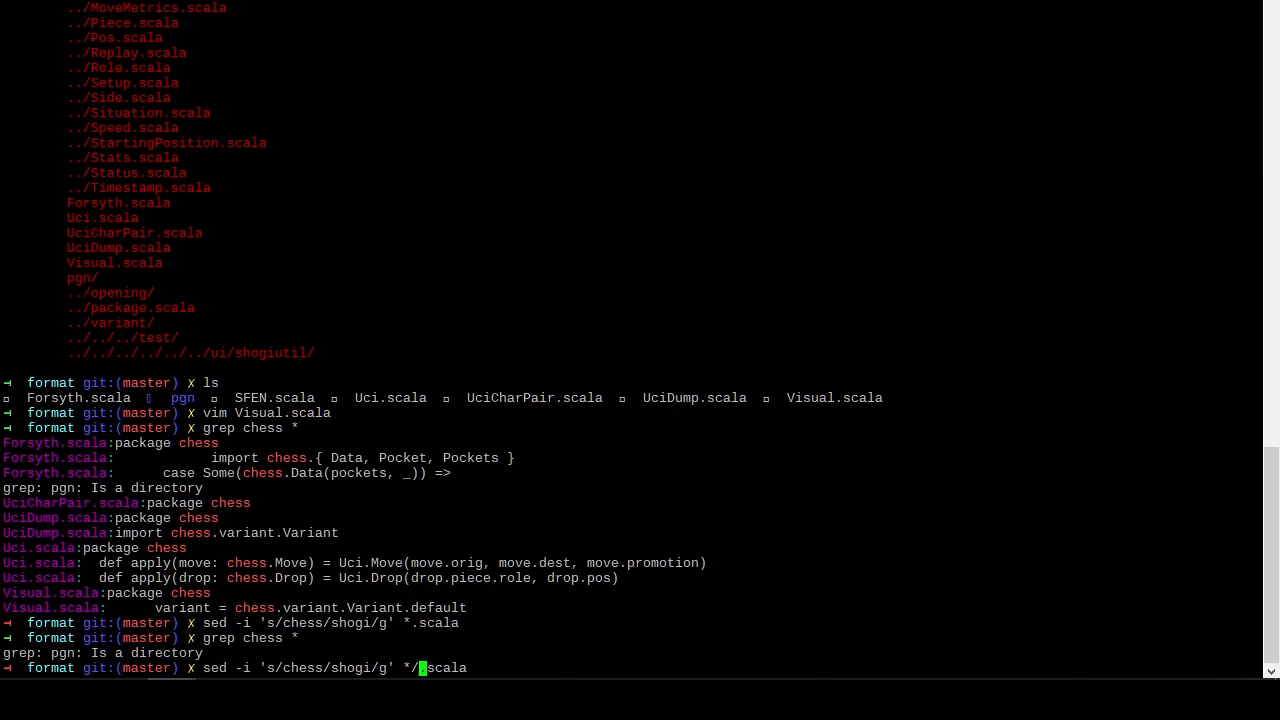 ../MoveMetrics.scala
../Piece.scala
../Pos.scala
../Replay.scala
../Role.scala
../Setup.scala
../Side.scala
../Situation.scala
../Speed.scala
../StartingPosition.scala
../Stats.scala
../Status.scala
../Timestamp.scala
Forsyth.scala
Uci.scala
UciCharPair.scala
UciDump.scala
Visual.scala
pgn/
../opening/
../package.scala
../variant/
../../../test/
../../../../../../ui/shogiutil/
format git:(master) ✗ ls
Forsyth.scala pgn SFEN.scala Uci.scala UciCharPair.scala UciDump.scala Visual.scala
format git:(master) ✗ vim Visual.scala
format git:(master) ✗ grep chess *
Forsyth.scala:package chess
Forsyth.scala:            import chess.{ Data, Pocket, Pockets }
Forsyth.scala:      case Some(chess.Data(pockets, _)) =>
grep: pgn: Is a directory
UciCharPair.scala:package chess
UciDump.scala:package chess
UciDump.scala:import chess.variant.Variant
Uci.scala:package chess
Uci.scala:  def apply(move: chess.Move) = Uci.Move(move.orig, move.dest, move.promotion)
Uci.scala:  def apply(drop: chess.Drop) = Uci.Drop(drop.piece.role, drop.pos)
Visual.scala:package chess
Visual.scala:      variant = chess.variant.Variant.default
format git:(master) ✗ sed -i 's/chess/shogi/g' *.scala
format git:(master) ✗ grep chess *
grep: pgn: Is a directory
format git:(master) ✗ sed -i 's/chess/shogi/g' */.scala